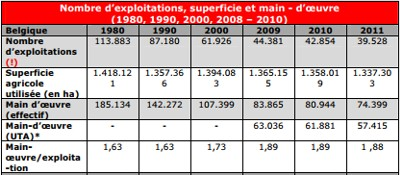 Nombre d'exploitations, superficie et main - d'œuvre
(1980, 1990, 2000, 2008 – 2010)
Belgique 1980 1990 2000 2009 2010 2011
Nombre
d'exploitations
(!) 113.883 87.180 61.926 44.381 42.854 39.528
Superficie
agricole
utilisée (en ha) 1.418.121 1.357.366 1.394.083 1.365.155 1.358.019 1.337.303
Main d'œuvre
(effectif) 185.134 142.272 107.399 83.865 80.944 74.399
Main-d'œuvre
(UTA)* - - - 63.036 61.881 57.415
Main-
œuvre/exploita
-tion 1,63 1,63 1,73 1,89 1,89 1 ,88